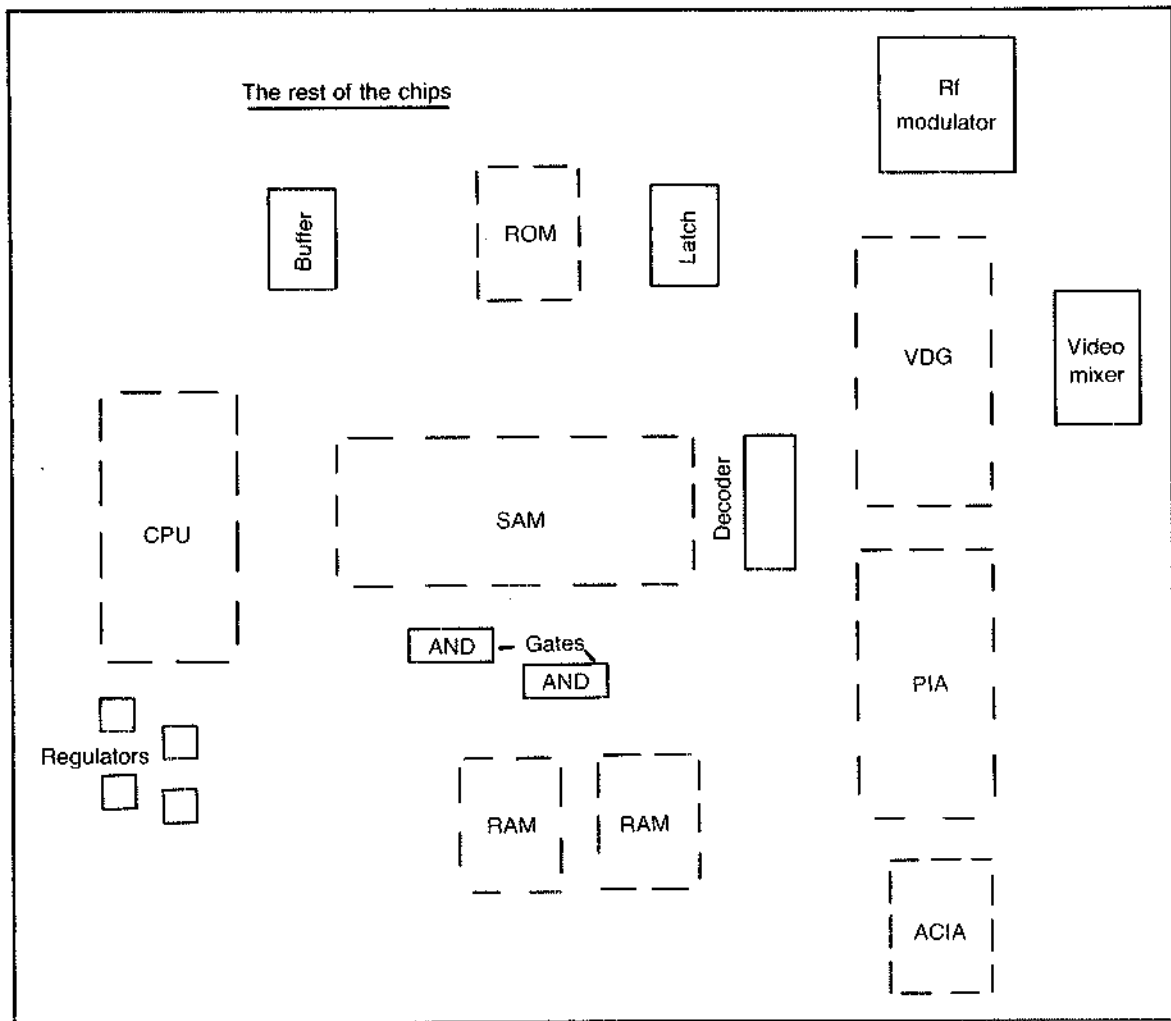 The rest of the chips
Rf
modulator
Buffer
ROM
Latch
VDG
Video
mixer
CPU
SAM
Decoder
AND
Gates
AND
PIA
Regulators
RAM
RAM
ACIA